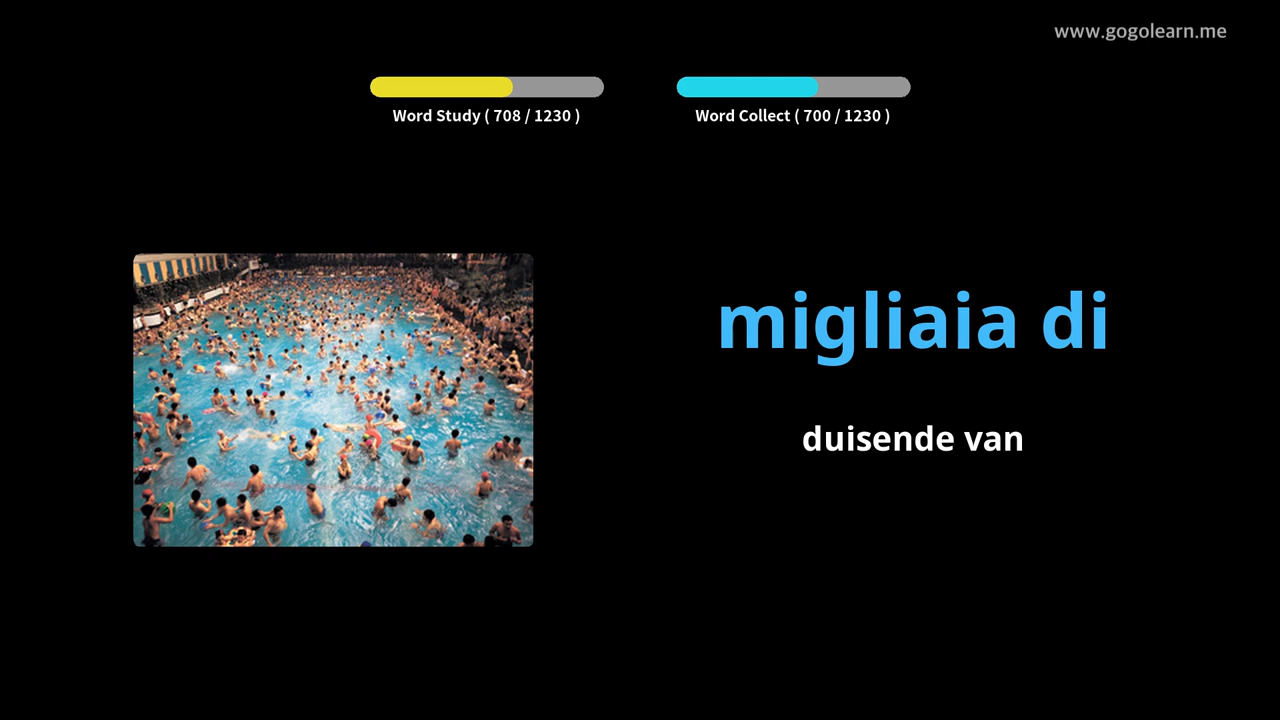 www.gogolearn.me
Word Study ( 708 / 1230 )
Word Collect ( 700 / 1230 )
migliaia di
duisende van